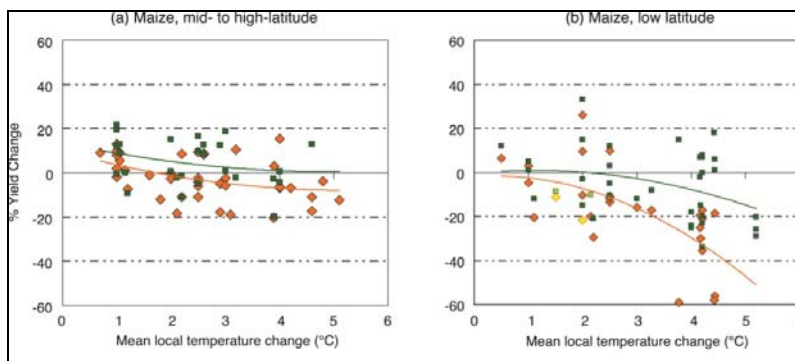 (a) Maize, mid- to high-latitude
(b) Maize, low latitude
% Yield Change
60
40
20
0
-20
-40
-60
0 1 2 3 4 5 6
Mean local temperature change (°C)
60
40
20
0
-20
-40
-60
0 1 2 3 4 5
Mean local temperature change (°C)